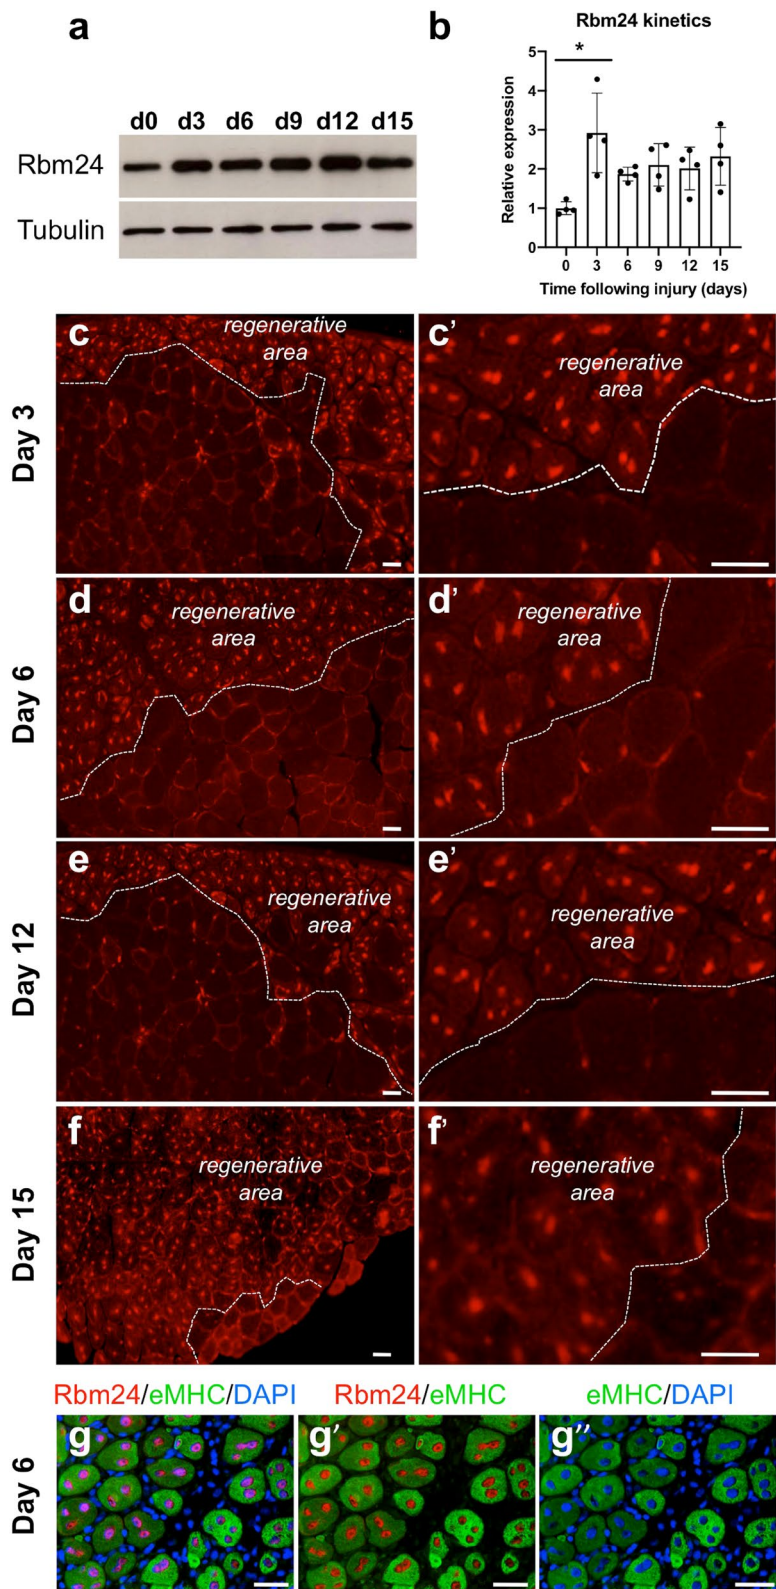 a
d0 d3 d6 d9 d12 d15
Rbm24
Tubulin
b
Rbm24 kinetics
*
Relative expression
5
4
3
2
1
0
0 3 6 9 12 15
Time following injury (days)
Day 3
c
regenerative
area
c'
regenerative
area
Day 6
d
regenerative
area
d'
regenerative
area
Day 12
e
regenerative
area
e'
regenerative
area
Day 15
f
regenerative
area
f'
regenerative
area
Rbm24/eMHC/DAPI
Rbm24/eMHC
eMHC/DAPI
Day 6
g
g'
g''